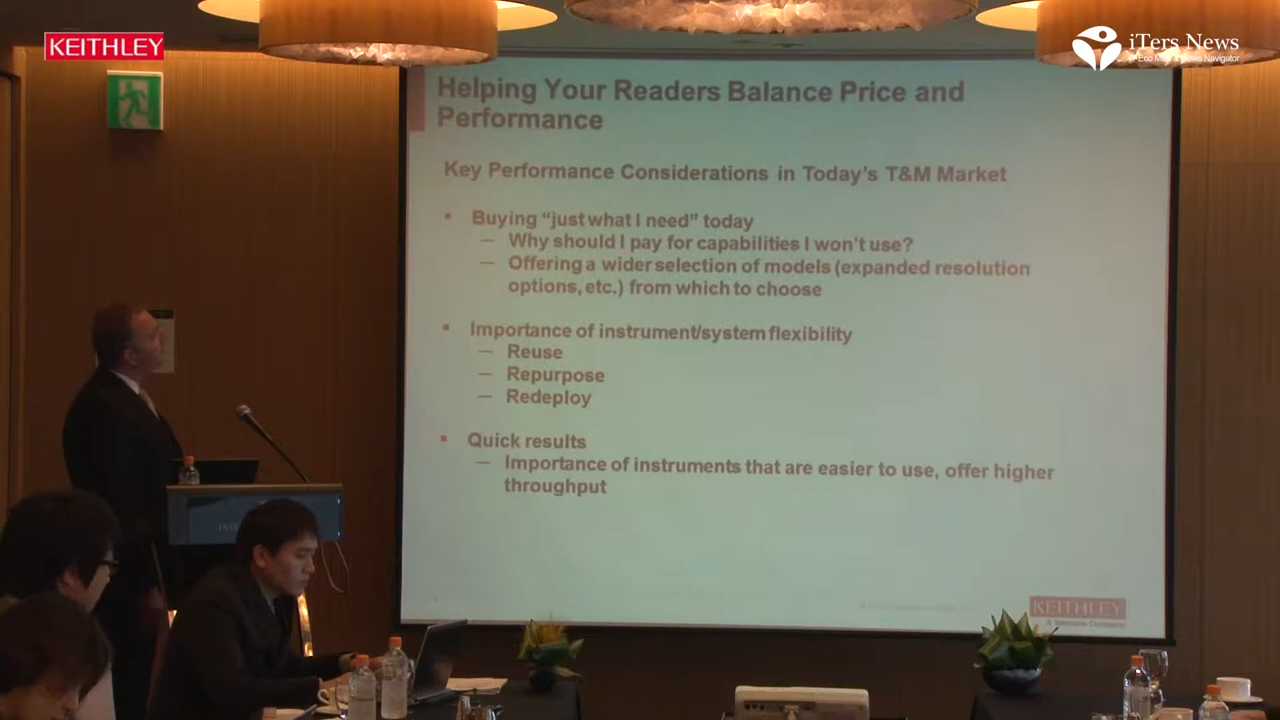 KEITHLEY
iTers News
Helping Your Readers Balance Price and
Performance
Key Performance Considerations in Today's T&M Market
▪ Buying “just what I need” today
– Why should I pay for capabilities I won't use?
– Offering a wider selection of models (expanded resolution
options, etc.) from which to choose
▪ Importance of instrument/system flexibility
– Reuse
– Repurpose
– Redeploy
▪ Quick results
– Importance of instruments that are easier to use, offer higher
throughput
KEITHLEY
A Tektronix Company